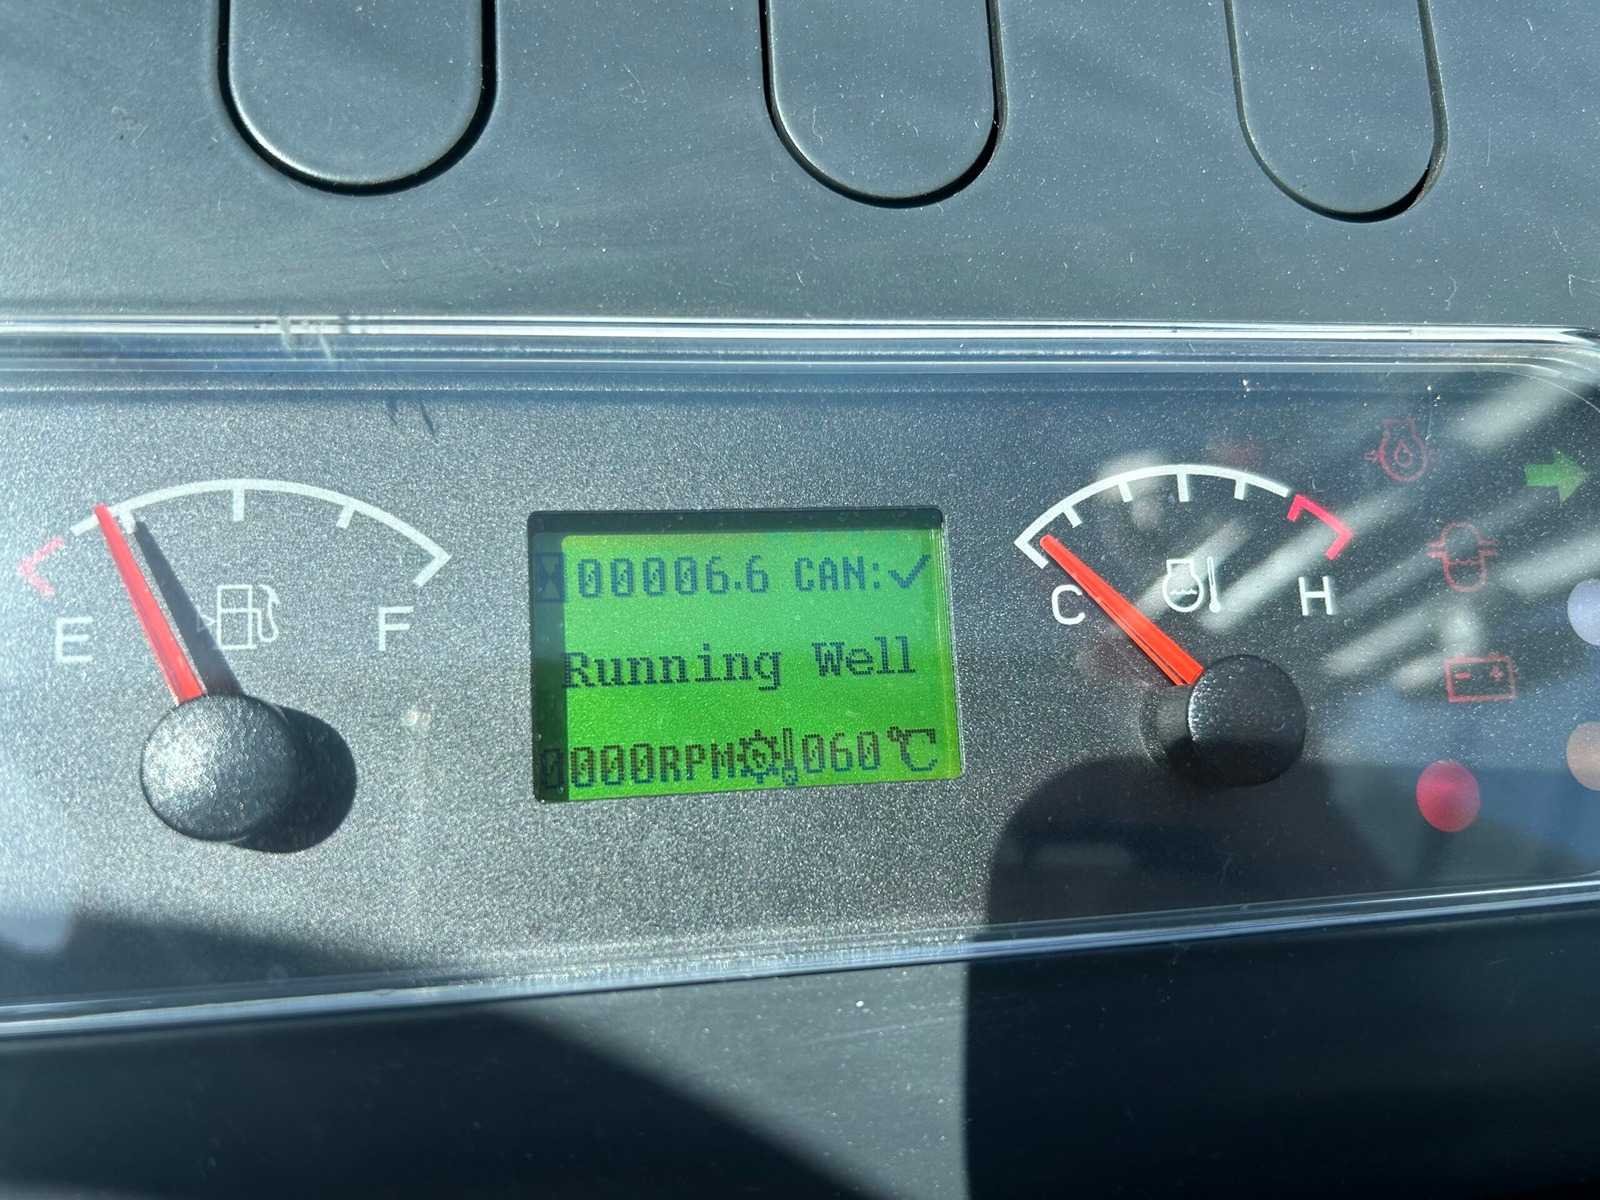 00006.6 CAN:✓
Running Well
0000RPM 060℃
E F
C H